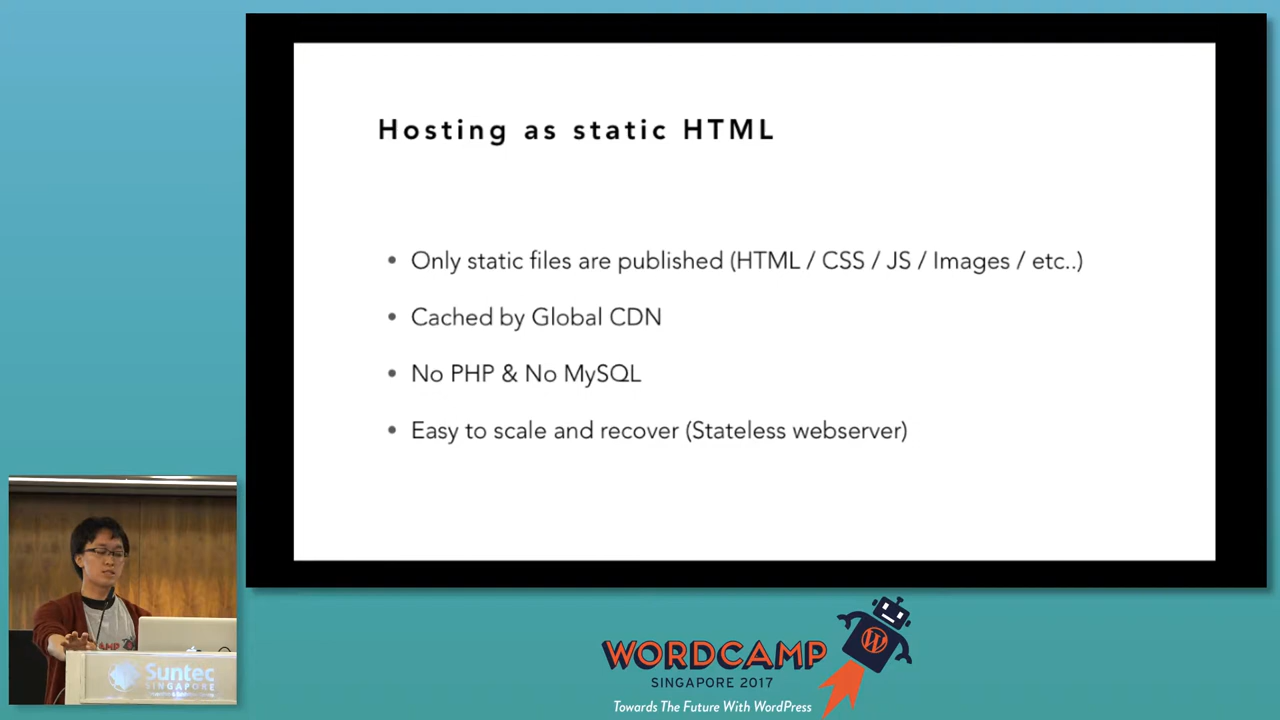 Hosting as static HTML
• Only static files are published (HTML / CSS / JS / Images / etc..)
• Cached by Global CDN
• No PHP & No MySQL
• Easy to scale and recover (Stateless webserver)
Suntec
SINGAPORE
WORDCAMP
SINGAPORE 2017
Towards The Future With WordPress